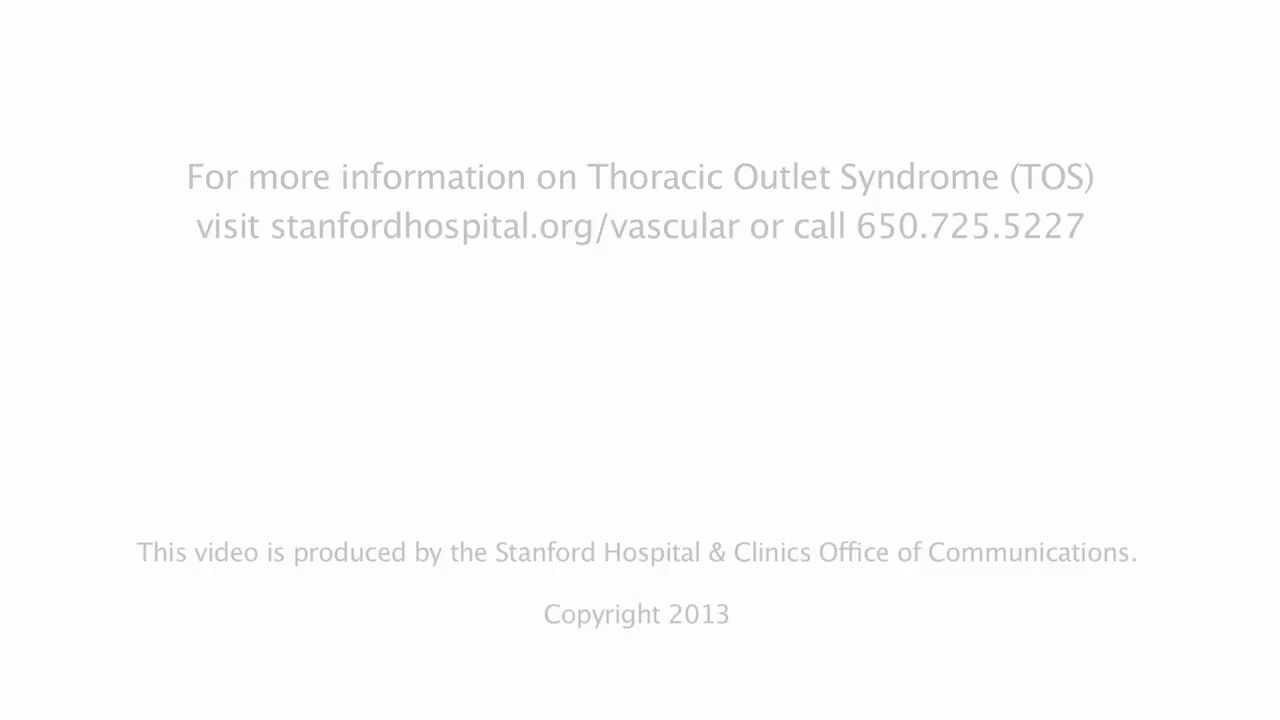 For more information on Thoracic Outlet Syndrome (TOS)
visit stanfordhospital.org/vascular or call 650.725.5227
This video is produced by the Stanford Hospital & Clinics Office of Communications.
Copyright 2013